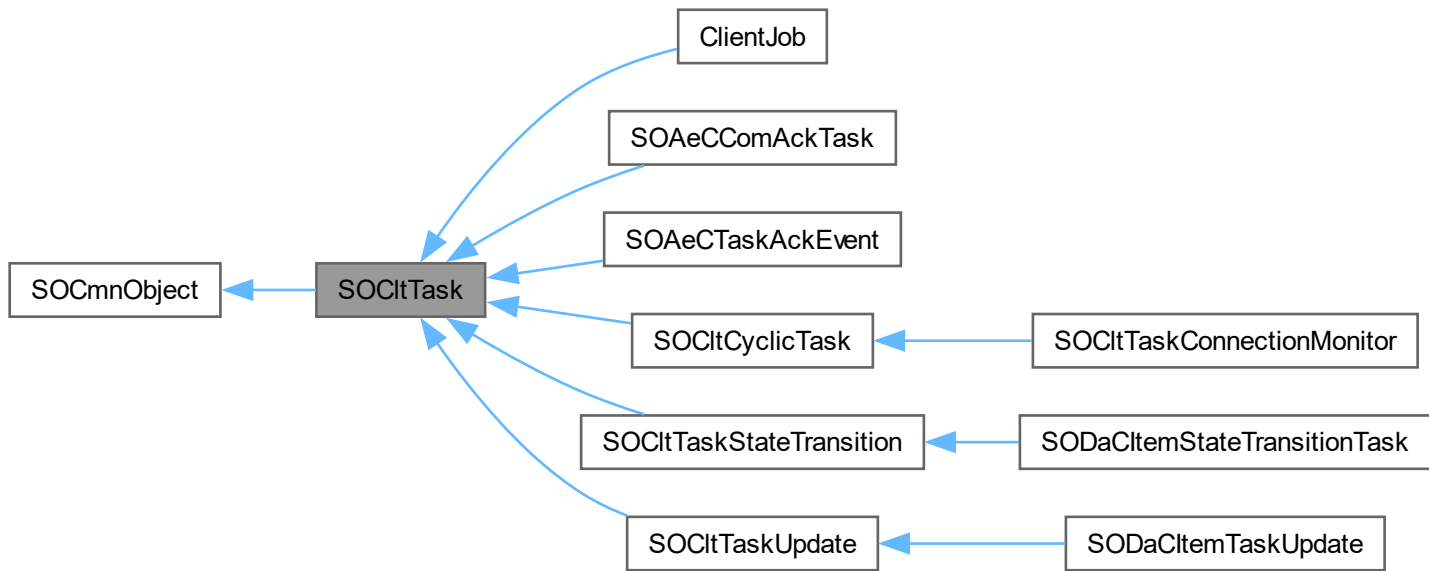 ClientJob
SOAeCComAckTask
SOAeCTaskAckEvent
SOCmnObject
SOCltTask
SOCltCyclicTask
SOCltTaskConnectionMonitor
SOCltTaskStateTransition
SODaCItemStateTransitionTask
SOCltTaskUpdate
SODaCItemTaskUpdate